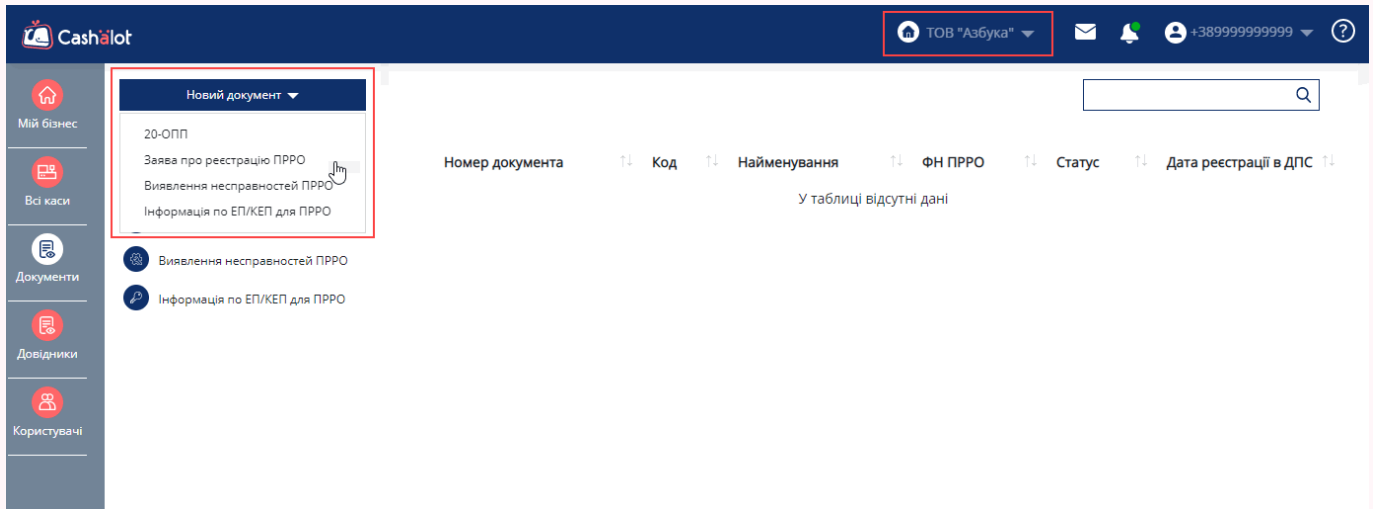 Cashalot
ТОВ "Азбука"
+389999999999
Мій бізнес
Всі каси
Документи
Довідники
Користувачі
Новий документ
20-ОПП
Заява про реєстрацію ПРРО
Виявлення несправностей ПРРО
Інформація по ЕП/КЕП для ПРРО
Виявлення несправностей ПРРО
Інформація по ЕП/КЕП для ПРРО
Номер документа Код Найменування ФН ПРРО Статус Дата реєстрації в ДПС
У таблиці відсутні дані